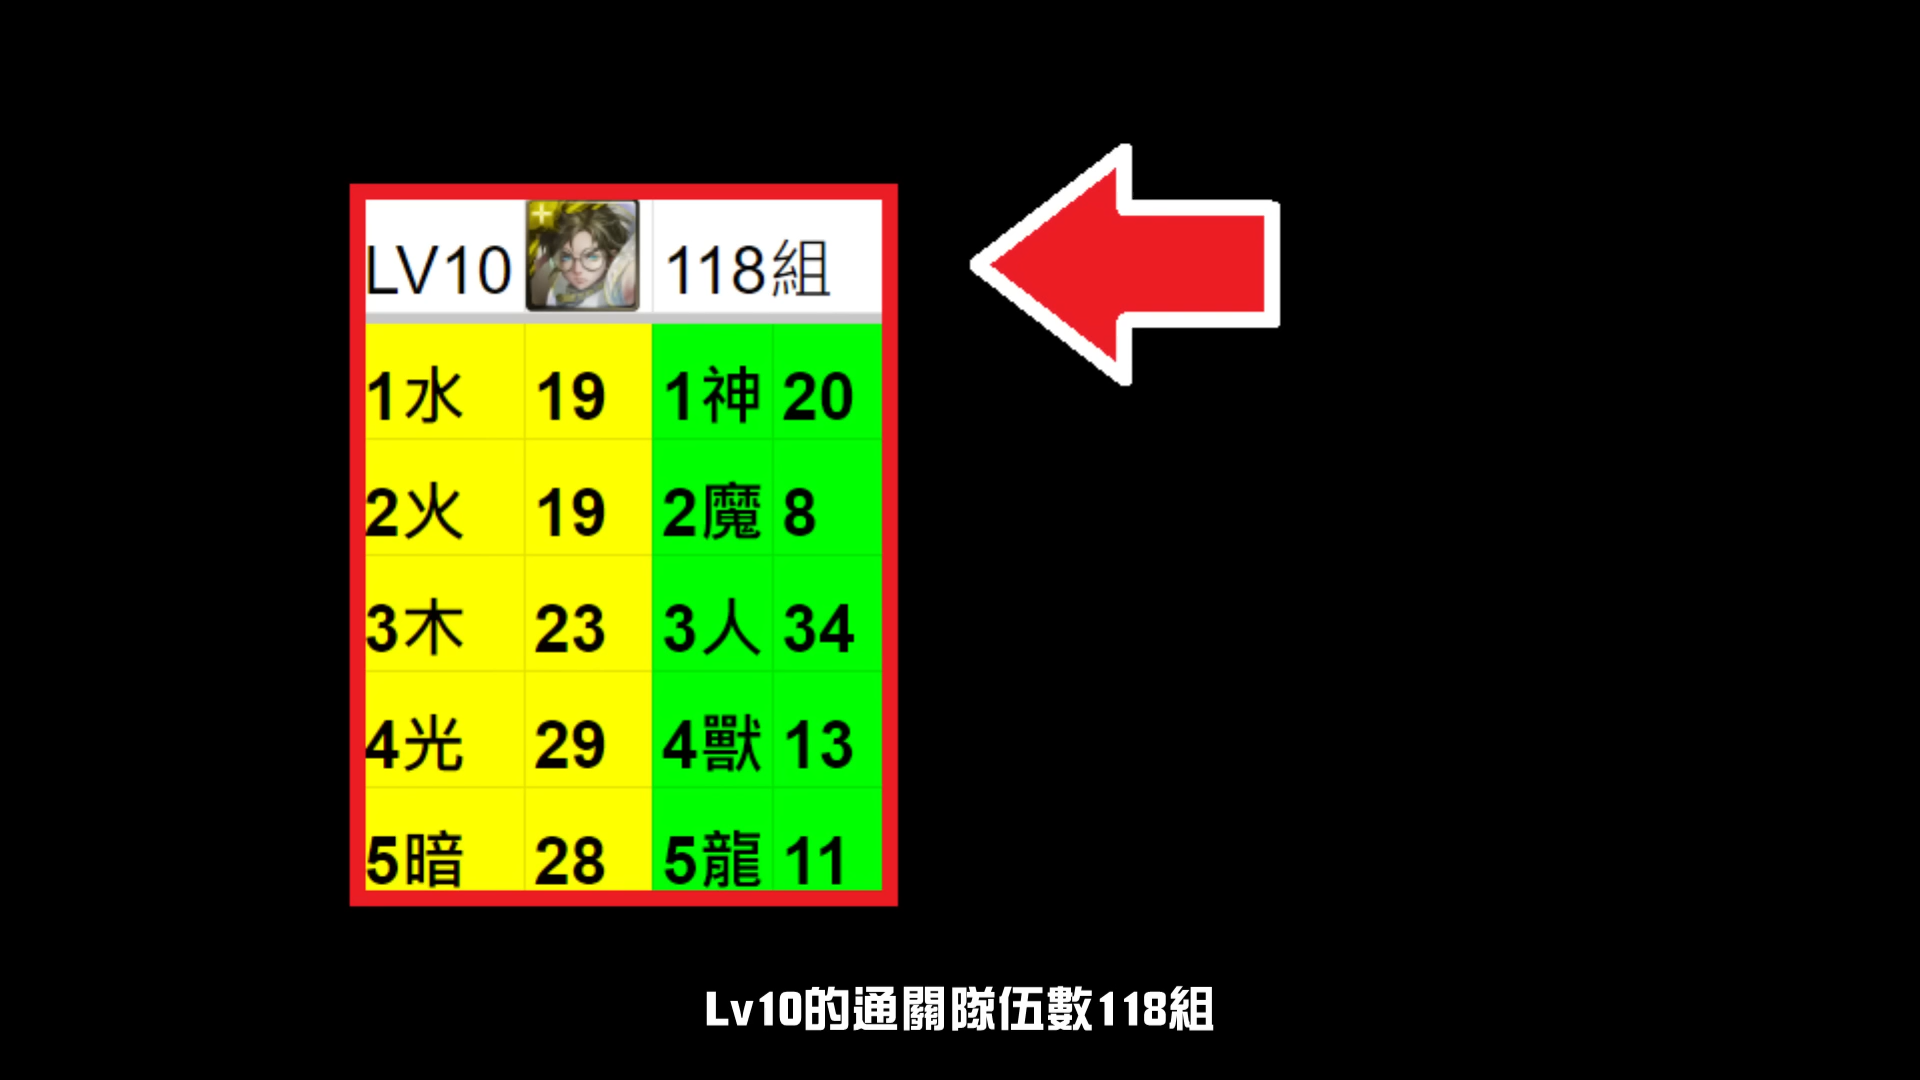 LV10 118組
1水 19 1神 20
2火 19 2魔 8
3木 23 3人 34
4光 29 4獸 13
5暗 28 5龍 11
Lv10的通關隊伍數118組